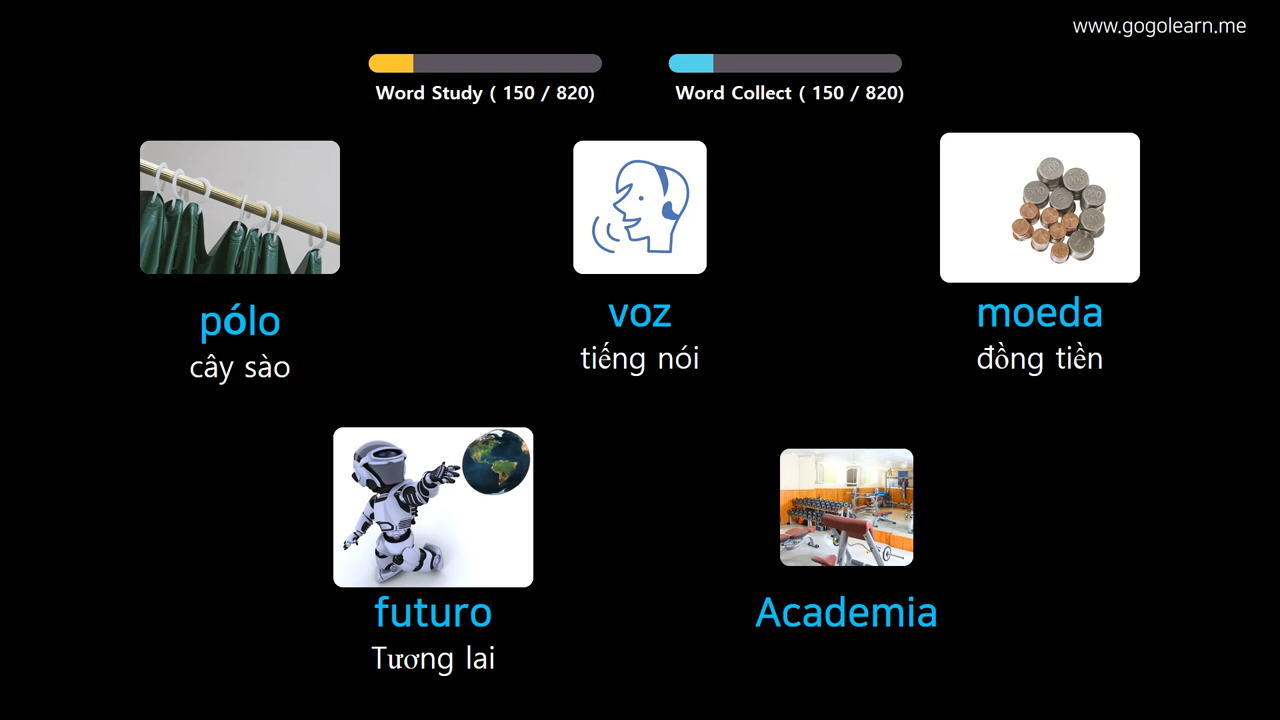 www.gogolearn.me
Word Study ( 150 / 820)
Word Collect ( 150 / 820)
pólo
cây sào
voz
tiếng nói
moeda
đồng tiền
futuro
Tương lai
Academia